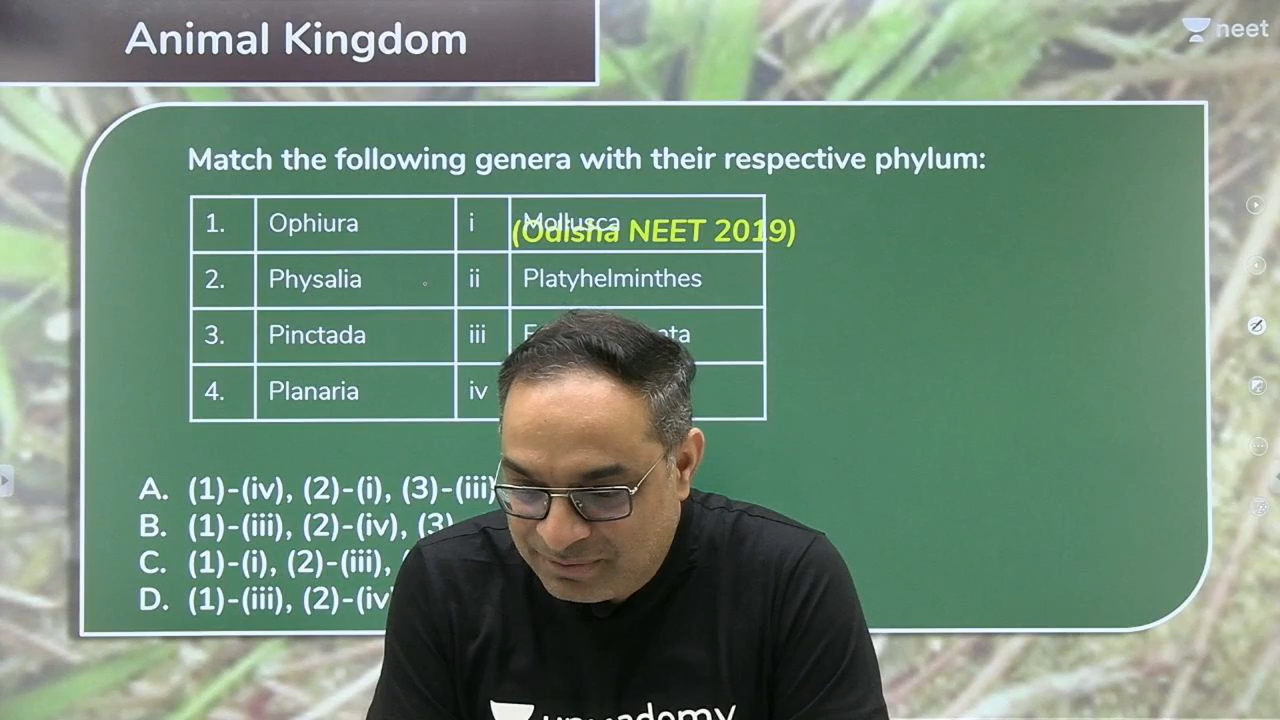 Animal Kingdom
neet
Match the following genera with their respective phylum:
1. Ophiura i Mollusca
(Odisha NEET 2019)
2. Physalia ii Platyhelminthes
3. Pinctada iii
4. Planaria iv
A. (1)-(iv), (2)-(i), (3)-(iii)
B. (1)-(iii), (2)-(iv), (3)
C. (1)-(i), (2)-(iii),
D. (1)-(iii), (2)-(iv)